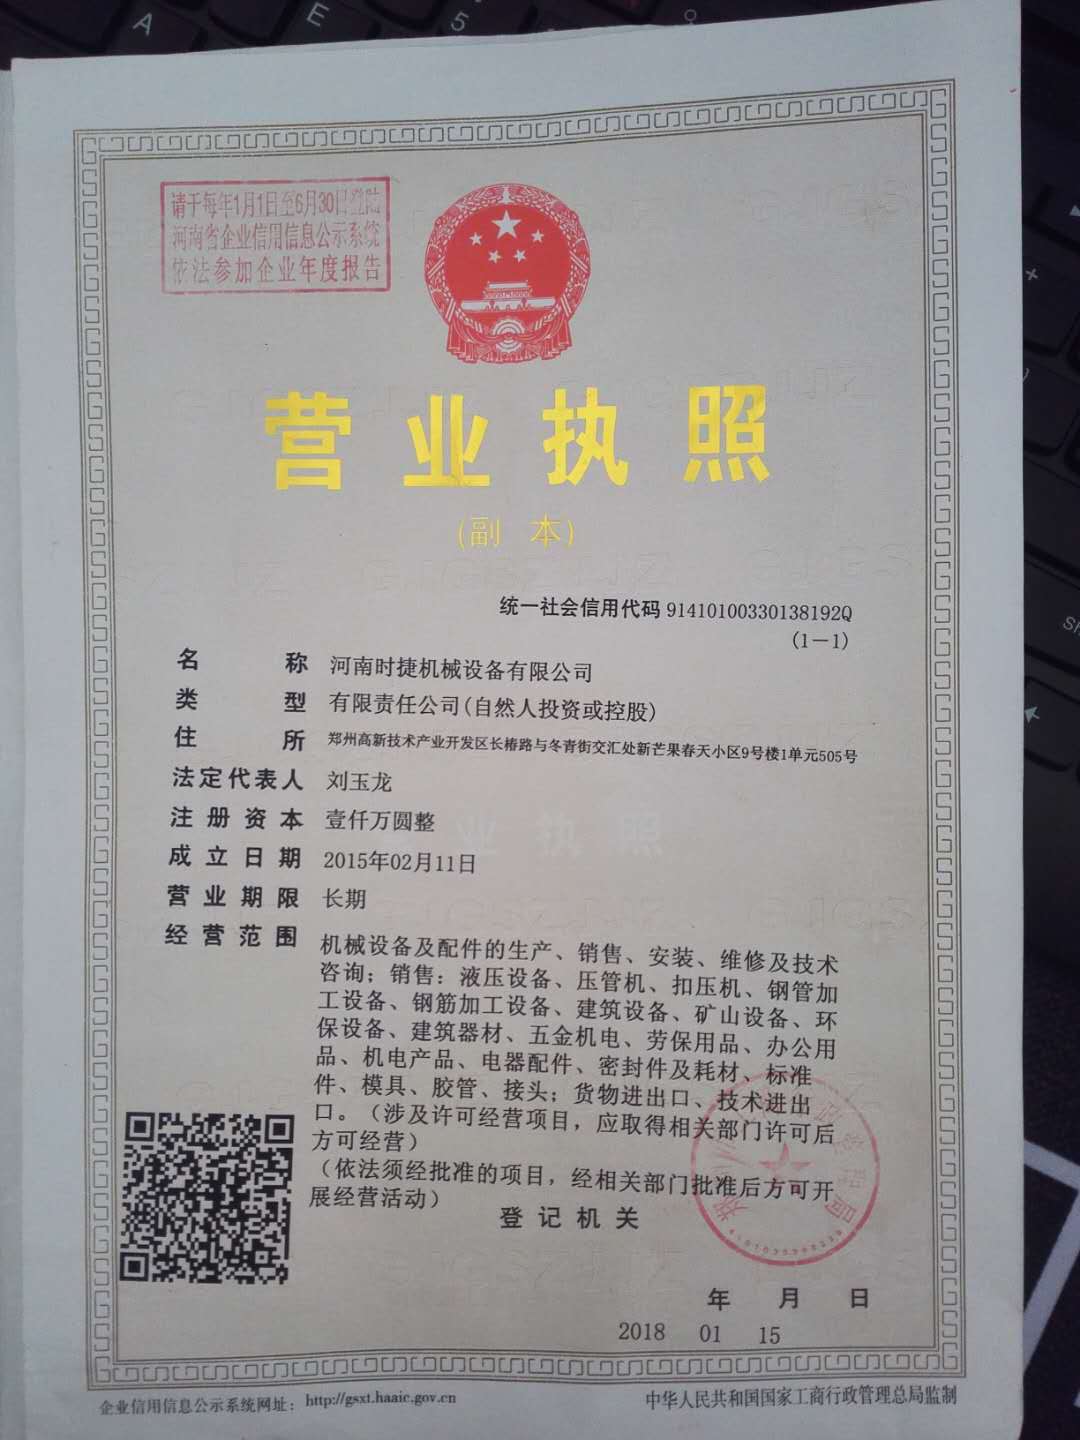 请于每年1月1日至6月30日登陆
河南省企业信用信息公示系统
依法参加企业年度报告
营业执照
(副 本)
统一社会信用代码 91410100330138192Q
(1-1)
名称 河南时捷机械设备有限公司
类型 有限责任公司(自然人投资或控股)
住所 郑州高新技术产业开发区长椿路与冬青街交汇处新芒果春天小区9号楼1单元505号
法定代表人 刘玉龙
注册资本 壹仟万圆整
成立日期 2015年02月11日
营业期限 长期
经营范围 机械设备及配件的生产、销售、安装、维修及技术
咨询；销售：液压设备、压管机、扣压机、钢管加
工设备、钢筋加工设备、建筑设备、矿山设备、环
保设备、建筑器材、五金机电、劳保用品、办公用
品、机电产品、电器配件、密封件及耗材、标准
件、模具、胶管、接头；货物进出口、技术进出
口。（涉及许可经营项目，应取得相关部门许可后
方可经营）
（依法须经批准的项目，经相关部门批准后方可开
展经营活动）
登记机关
年 月 日
2018 01 15
企业信用信息公示系统网址：http://gsxt.haaic.gov.cn
中华人民共和国国家工商行政管理总局监制